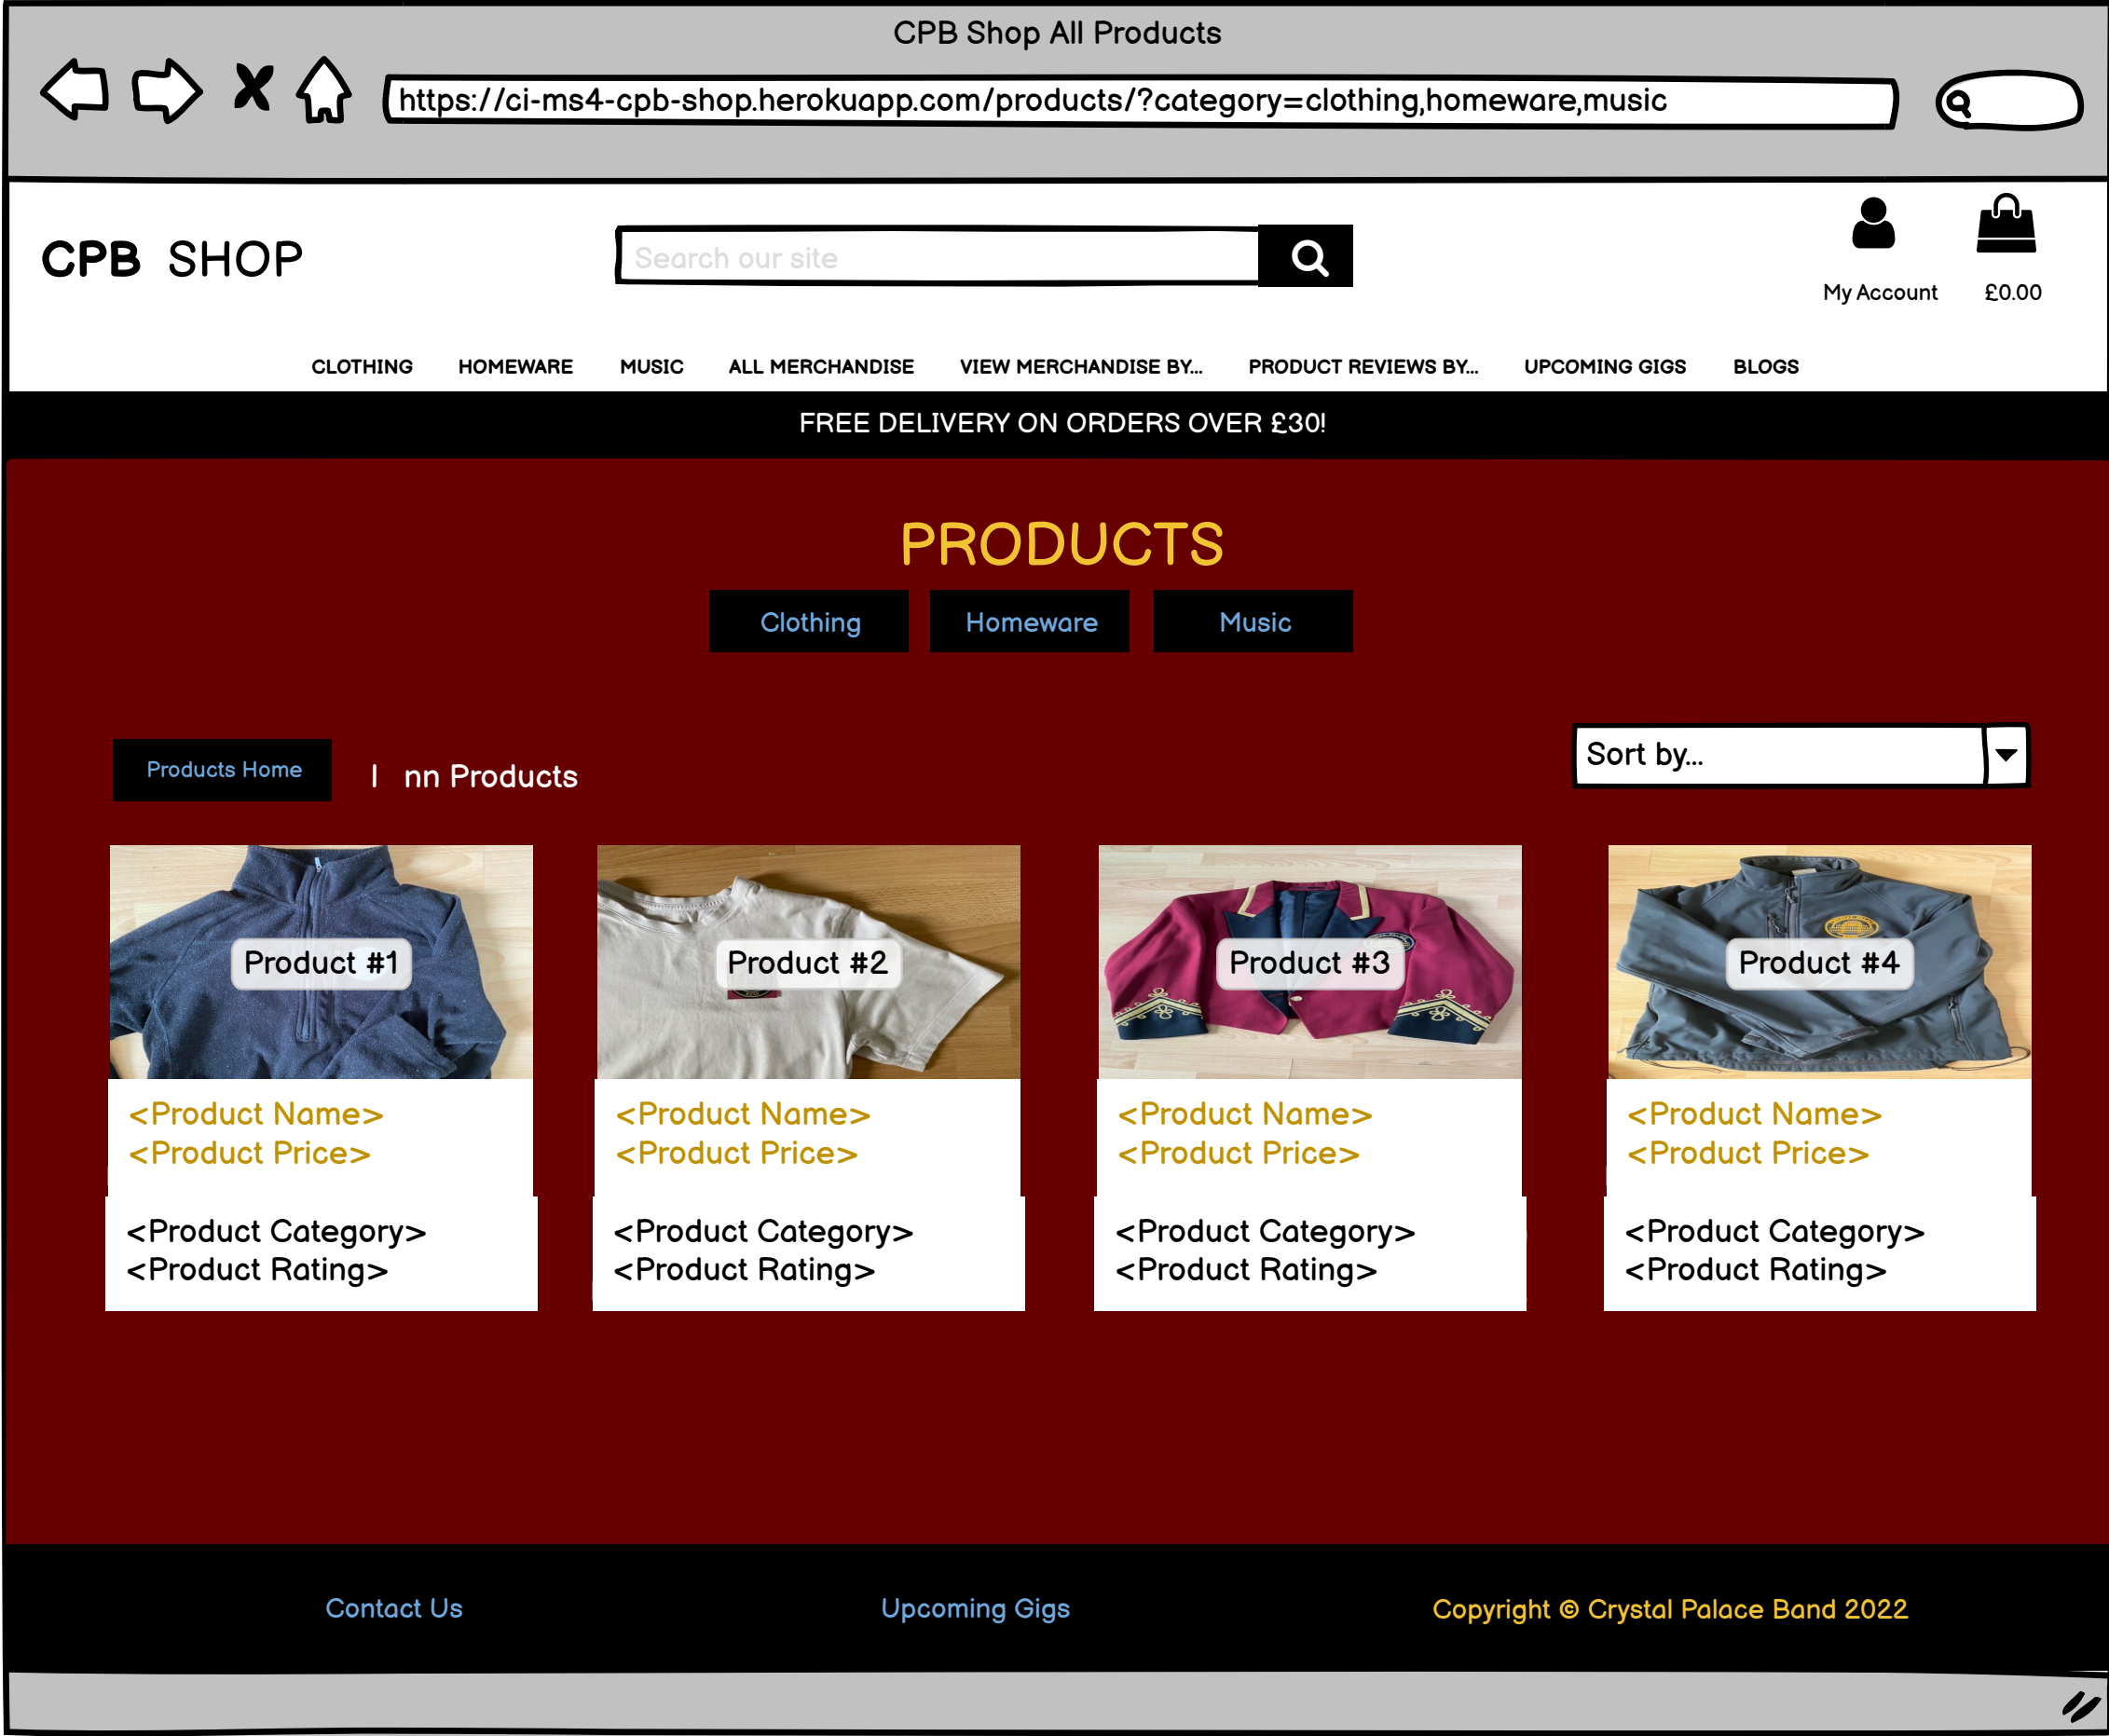 CPB Shop All Products
https://ci-ms4-cpb-shop.herokuapp.com/products/?category=clothing,homeware,music
CPB SHOP
Search our site
My Account £0.00
CLOTHING HOMEWARE MUSIC ALL MERCHANDISE VIEW MERCHANDISE BY... PRODUCT REVIEWS BY... UPCOMING GIGS BLOGS
FREE DELIVERY ON ORDERS OVER £30!
PRODUCTS
Clothing Homeware Music
Products Home | nn Products
Sort by...
Product #1 Product #2 Product #3 Product #4
<Product Name> <Product Name> <Product Name> <Product Name>
<Product Price> <Product Price> <Product Price> <Product Price>
<Product Category> <Product Category> <Product Category> <Product Category>
<Product Rating> <Product Rating> <Product Rating> <Product Rating>
Contact Us Upcoming Gigs Copyright © Crystal Palace Band 2022